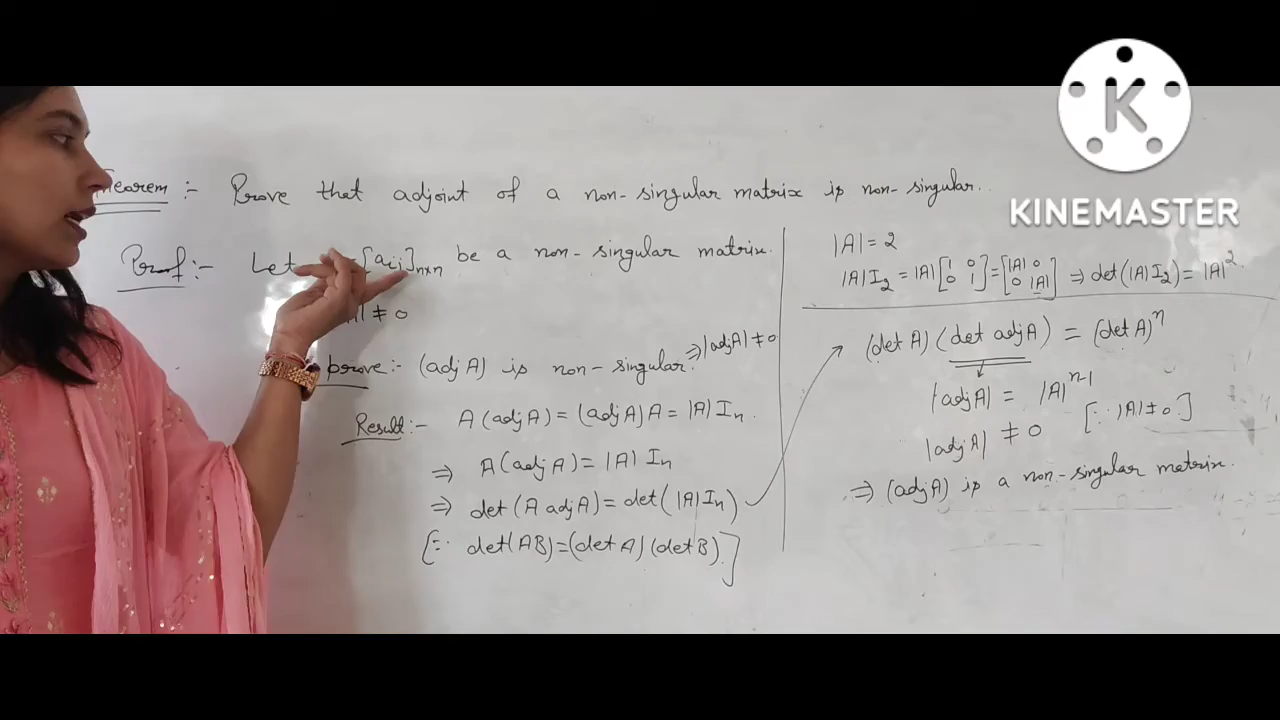 Theorem :- Prove that adjoint of a non-singular matrix is non-singular.
Proof :- Let [aij]n×n be a non-singular matrix.
| ≠ 0
prove :- (adj A) is non-singular. ⇒ |adj A| ≠ 0
Result :- A (adj A) = (adj A) A = |A| In.
⇒ A (adj A) = |A| In
⇒ det (A adj A) = det (|A| In)
[∵ det(AB) = (det A) (det B)]
|A| = 2
|A| I2 = |A| [1 0 0 1] = [|A| 0 0 |A|] ⇒ det (|A| I2) = |A|^2.
(det A) (det adj A) = (det A)^n
|adj A| = |A|^n-1
|adj A| ≠ 0 [∵ |A| ≠ 0.]
⇒ (adj A) is a non-singular matrix.
K
KINEMASTER